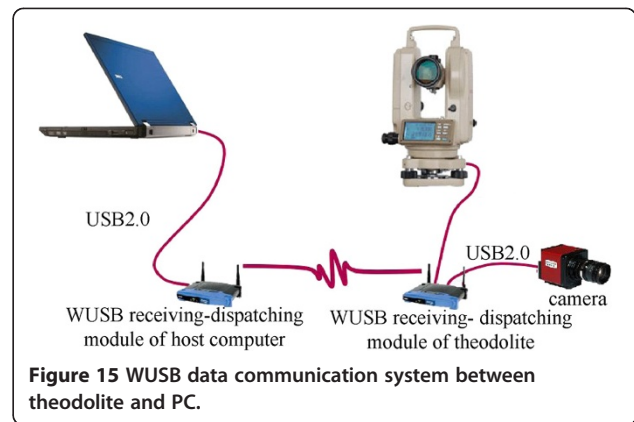 USB2.0
USB2.0
camera
WUSB receiving-dispatching
module of host computer
WUSB receiving- dispatching
module of theodolite
Figure 15 WUSB data communication system between
theodolite and PC.